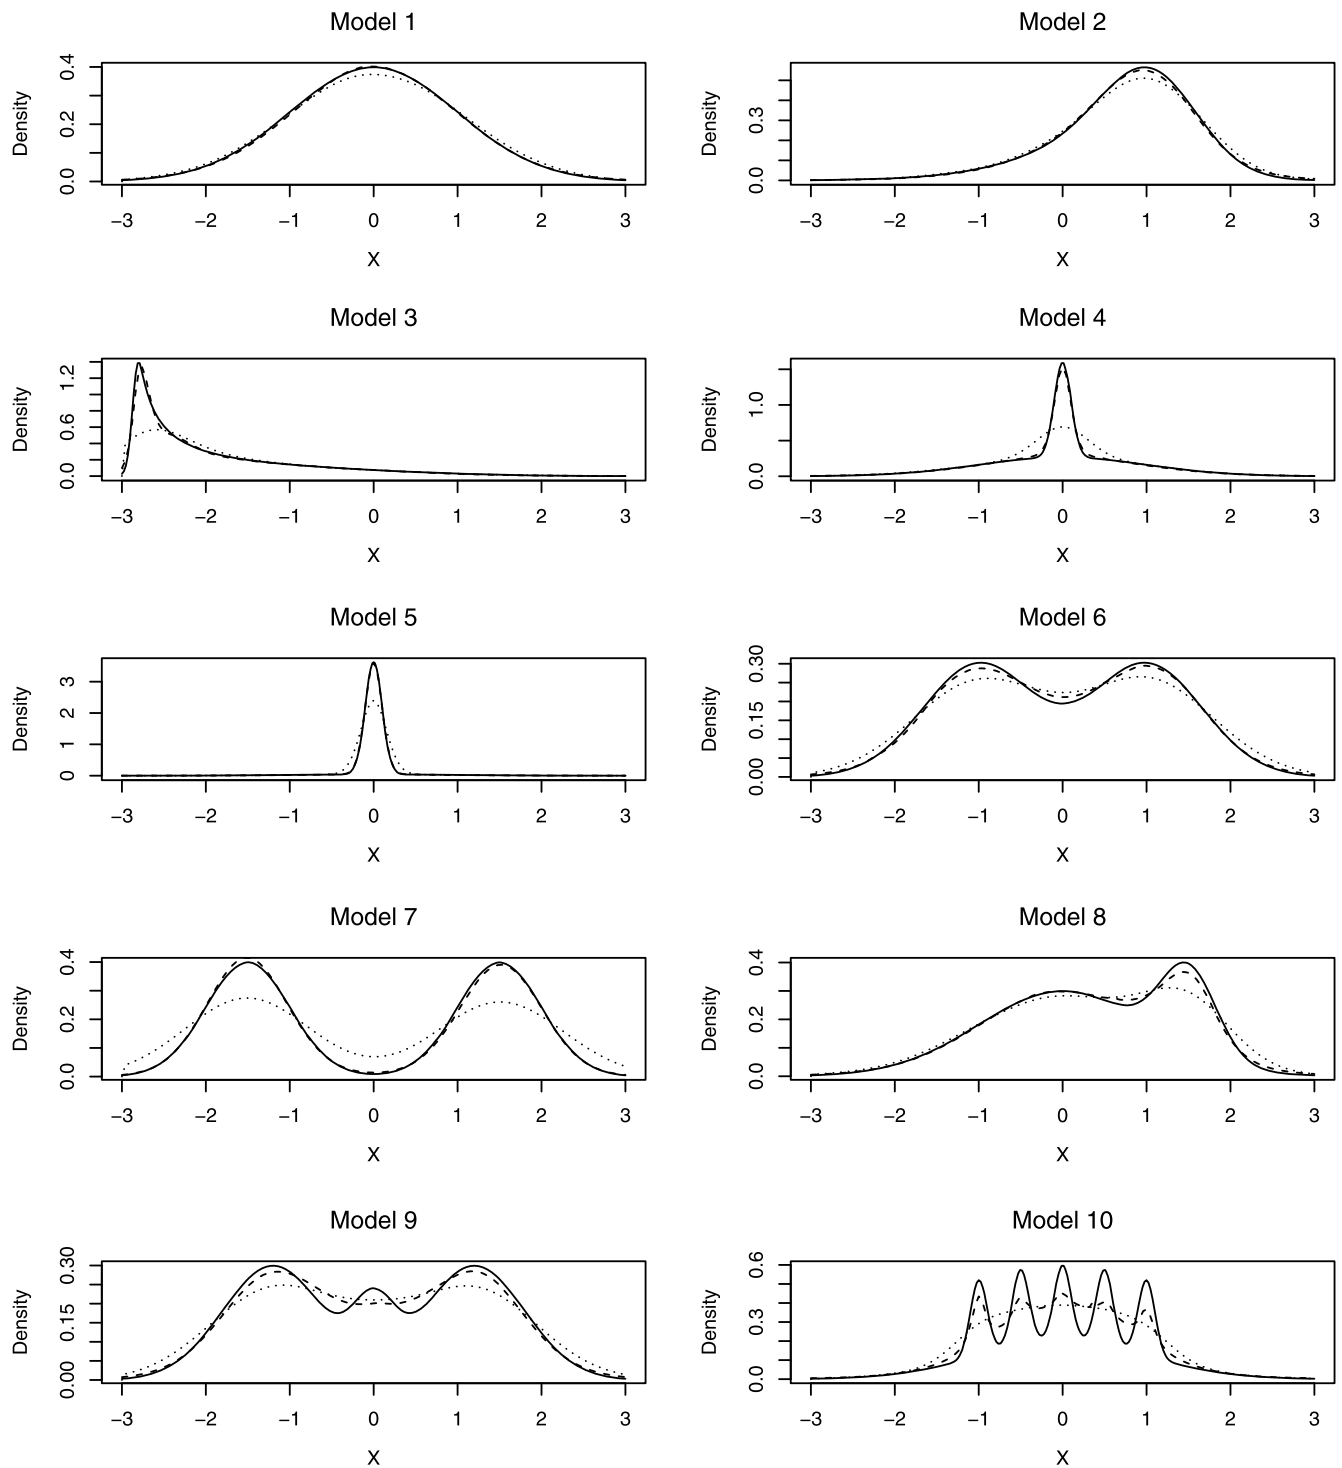 Model 1
Density
0.0 0.2 0.4
−3 −2 −1 0 1 2 3
X
Model 2
Density
0.0 0.3
−3 −2 −1 0 1 2 3
X
Model 3
Density
0.0 0.6 1.2
−3 −2 −1 0 1 2 3
X
Model 4
Density
0.0 1.0
−3 −2 −1 0 1 2 3
X
Model 5
Density
0 1 2 3
−3 −2 −1 0 1 2 3
X
Model 6
Density
0.00 0.15 0.30
−3 −2 −1 0 1 2 3
X
Model 7
Density
0.0 0.2 0.4
−3 −2 −1 0 1 2 3
X
Model 8
Density
0.0 0.2 0.4
−3 −2 −1 0 1 2 3
X
Model 9
Density
0.00 0.15 0.30
−3 −2 −1 0 1 2 3
X
Model 10
Density
0.0 0.3 0.6
−3 −2 −1 0 1 2 3
X